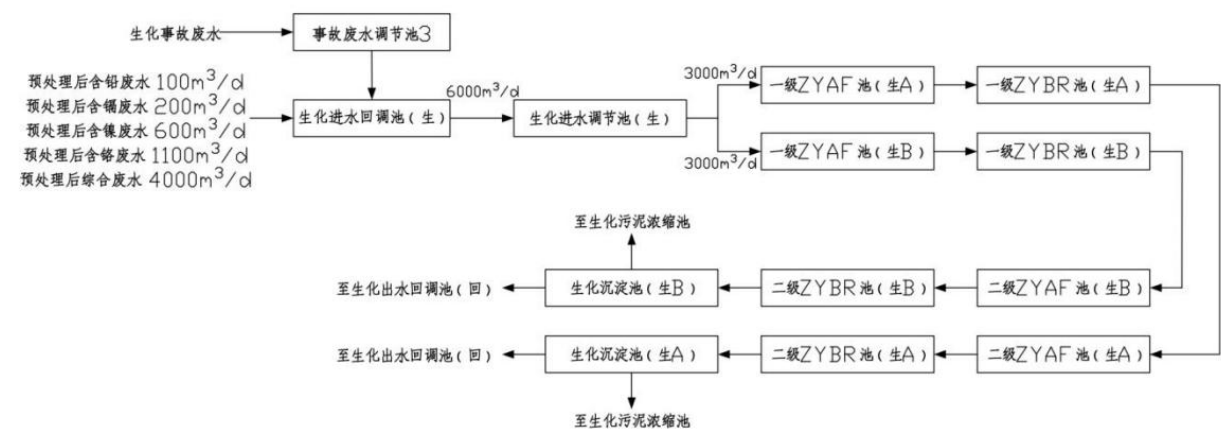 生化事故废水
事故废水调节池3
预处理后含铅废水 100m³/d
预处理后含镉废水 200m³/d
预处理后含镍废水 600m³/d
预处理后含铬废水 1100m³/d
预处理后综合废水 4000m³/d
生化进水回调池(生)
6000m³/d
生化进水调节池(生)
3000m³/d
一级ZYAF池(生A)
一级ZYBR池(生A)
3000m³/d
一级ZYAF池(生B)
一级ZYBR池(生B)
至生化污泥浓缩池
至生化出水回调池(回)
生化沉淀池(生B)
二级ZYBR池(生B)
二级ZYAF池(生B)
至生化出水回调池(回)
生化沉淀池(生A)
二级ZYBR池(生A)
二级ZYAF池(生A)
至生化污泥浓缩池